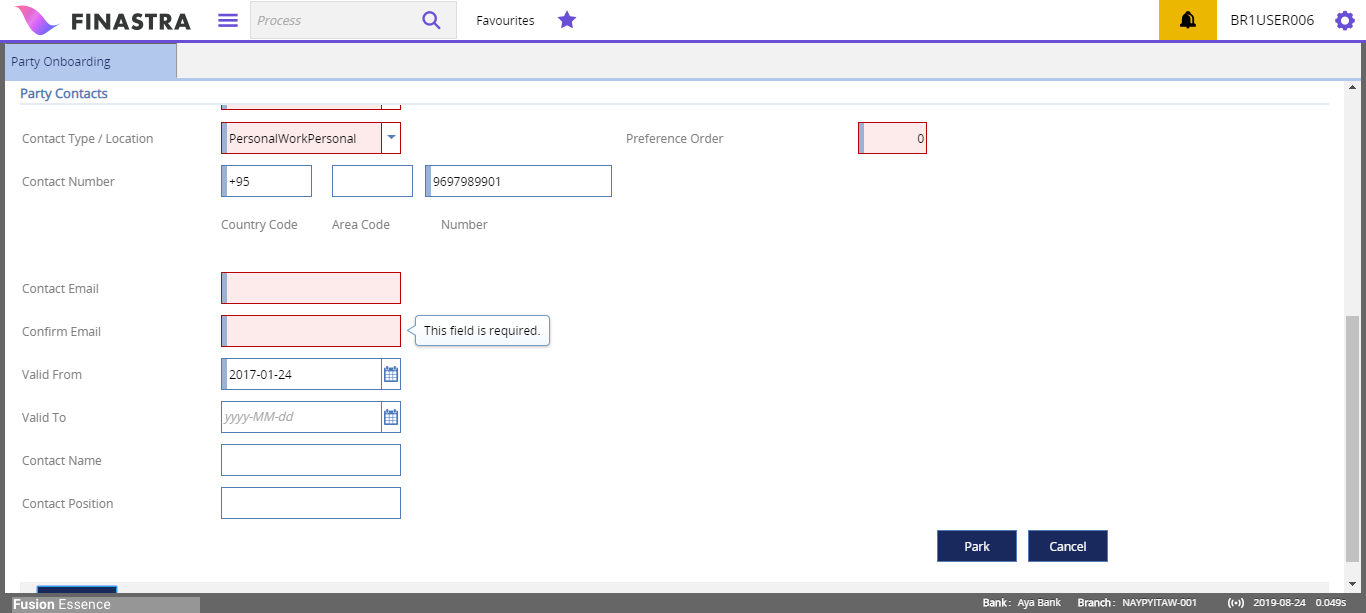 FINASTRA
Process
Favourites
BR1USER006
Party Onboarding
Party Contacts
Contact Type / Location
PersonalWorkPersonal
Preference Order
0
Contact Number
+95
9697989901
Country Code
Area Code
Number
Contact Email
Confirm Email
This field is required.
Valid From
2017-01-24
Valid To
yyyy-MM-dd
Contact Name
Contact Position
Park
Cancel
Fusion Essence
Bank : Aya Bank
Branch : NAYPYITAW-001
2019-08-24
0.049s